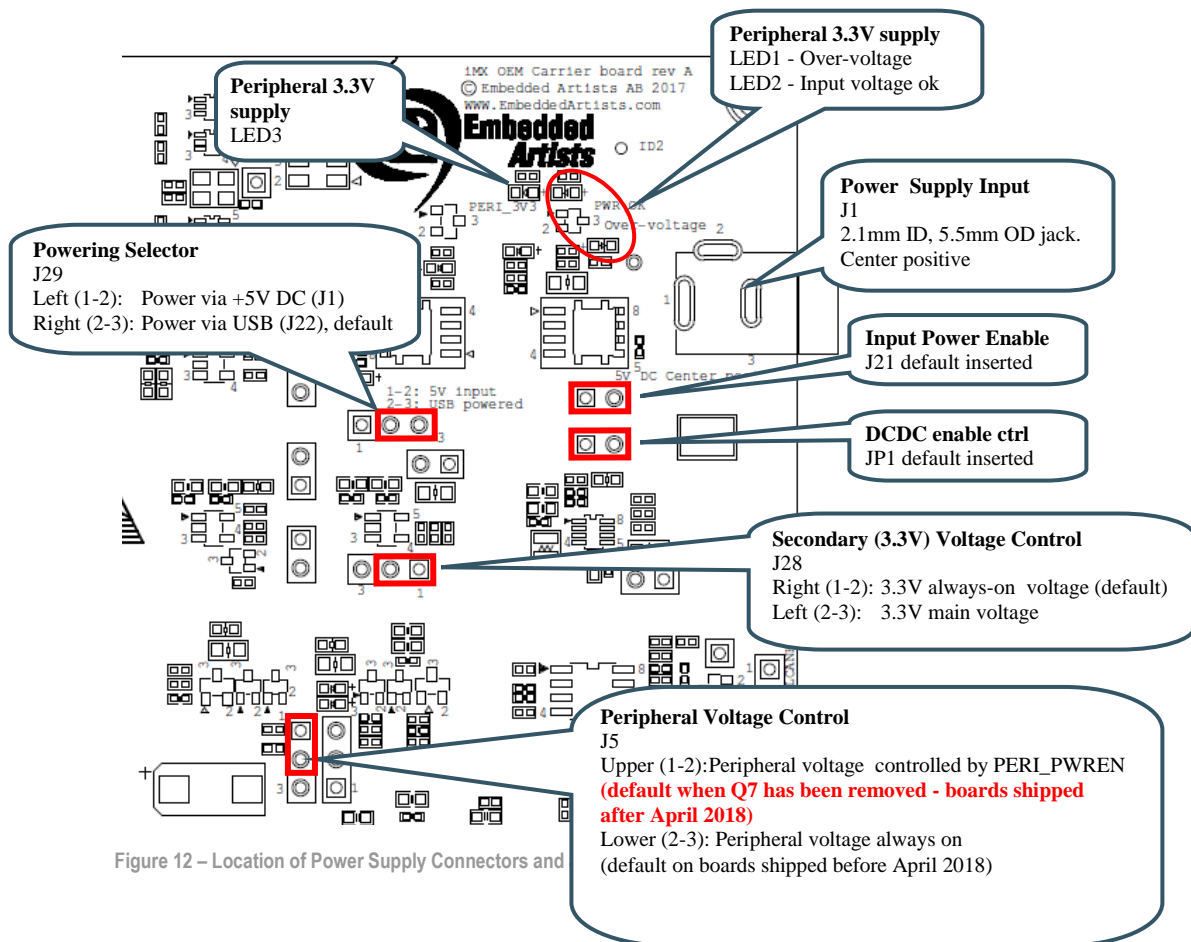 Peripheral 3.3V supply
LED1 - Over-voltage
LED2 - Input voltage ok
Peripheral 3.3V
supply
LED3
iMX OEM Carrier board rev A
© Embedded Artists AB 2017
WWW.EmbeddedArtists.com
Embedded
Artists
ID2
PERI_3V3
PWR OK
Over-voltage
Power Supply Input
J1
2.1mm ID, 5.5mm OD jack.
Center positive
Powering Selector
J29
Left (1-2): Power via +5V DC (J1)
Right (2-3): Power via USB (J22), default
Input Power Enable
J21 default inserted
5V DC Center
1-2: 5V input
2-3: USB powered
DCDC enable ctrl
JP1 default inserted
Secondary (3.3V) Voltage Control
J28
Right (1-2): 3.3V always-on voltage (default)
Left (2-3): 3.3V main voltage
Peripheral Voltage Control
J5
Upper (1-2):Peripheral voltage controlled by PERI_PWREN
(default when Q7 has been removed - boards shipped
after April 2018)
Lower (2-3): Peripheral voltage always on
(default on boards shipped before April 2018)
Figure 12 – Location of Power Supply Connectors and